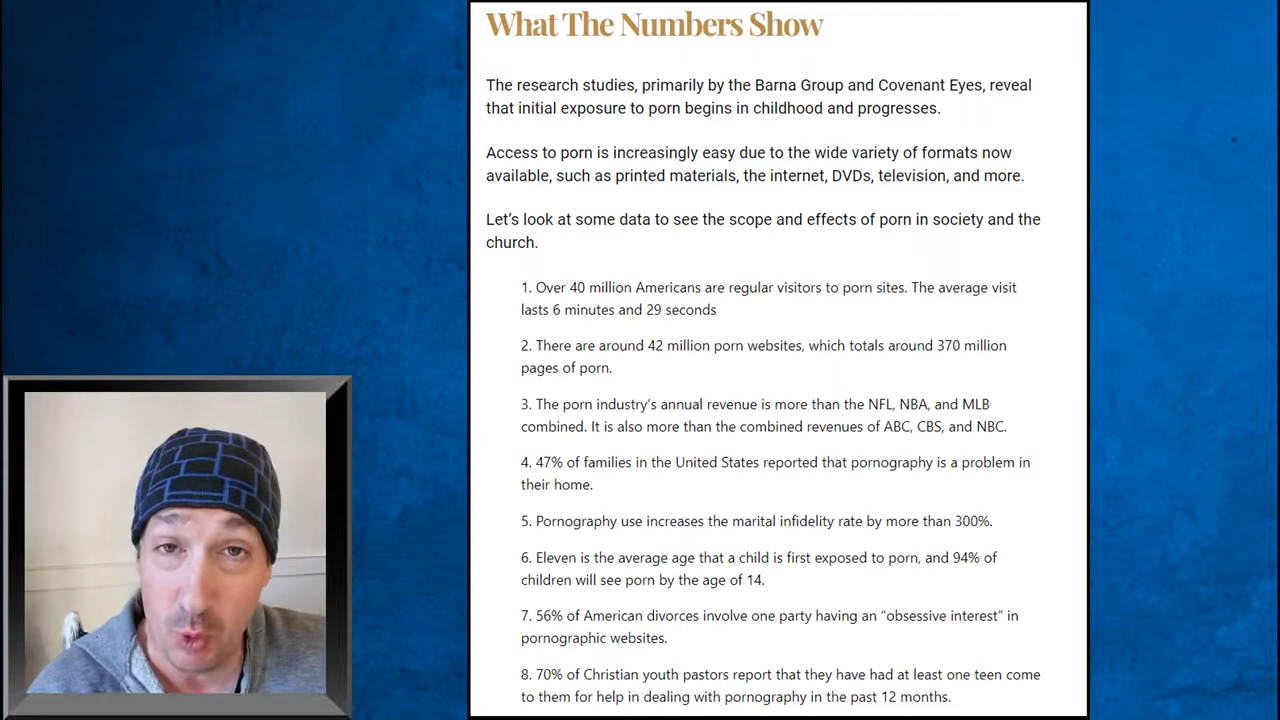 What The Numbers Show
The research studies, primarily by the Barna Group and Covenant Eyes, reveal
that initial exposure to porn begins in childhood and progresses.
Access to porn is increasingly easy due to the wide variety of formats now
available, such as printed materials, the internet, DVDs, television, and more.
Let’s look at some data to see the scope and effects of porn in society and the
church.
1. Over 40 million Americans are regular visitors to porn sites. The average visit
lasts 6 minutes and 29 seconds
2. There are around 42 million porn websites, which totals around 370 million
pages of porn.
3. The porn industry’s annual revenue is more than the NFL, NBA, and MLB
combined. It is also more than the combined revenues of ABC, CBS, and NBC.
4. 47% of families in the United States reported that pornography is a problem in
their home.
5. Pornography use increases the marital infidelity rate by more than 300%.
6. Eleven is the average age that a child is first exposed to porn, and 94% of
children will see porn by the age of 14.
7. 56% of American divorces involve one party having an “obsessive interest” in
pornographic websites.
8. 70% of Christian youth pastors report that they have had at least one teen come
to them for help in dealing with pornography in the past 12 months.